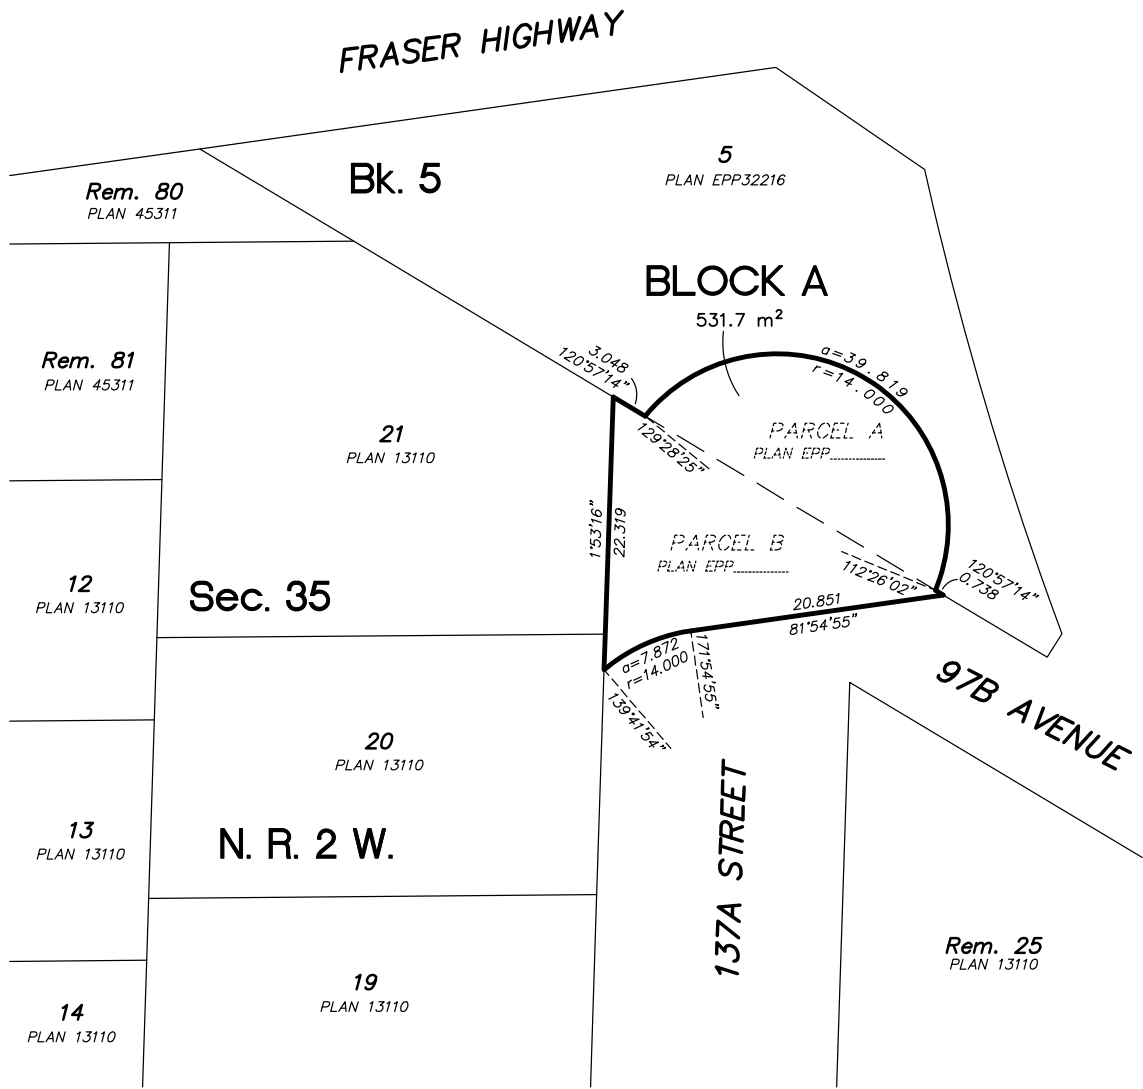 FRASER HIGHWAY
5
PLAN EPP32216
Bk. 5
Rem. 80
PLAN 45311
BLOCK A
531.7 m²
Rem. 81
PLAN 45311
3.048
120°57'14"
a=39.819
r=14.000
21
PLAN 13110
129°28'25"
PARCEL A
PLAN EPP________
1°53'16"
22.319
PARCEL B
PLAN EPP________
112°26'02"
120°57'14"
0.738
12
PLAN 13110
Sec. 35
20.851
81°54'55"
a=7.872
r=14.000
171°54'55"
139°41'54"
97B AVENUE
20
PLAN 13110
13
PLAN 13110
N. R. 2 W.
137A STREET
Rem. 25
PLAN 13110
19
PLAN 13110
14
PLAN 13110